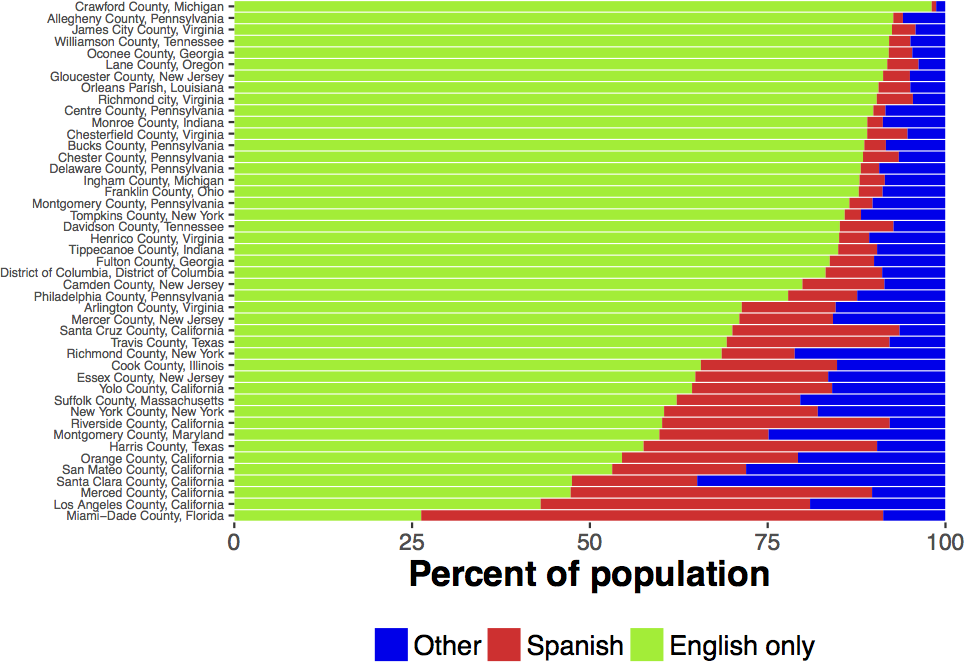 Crawford County, Michigan
Allegheny County, Pennsylvania
James City County, Virginia
Williamson County, Tennessee
Oconee County, Georgia
Lane County, Oregon
Gloucester County, New Jersey
Orleans Parish, Louisiana
Richmond city, Virginia
Centre County, Pennsylvania
Monroe County, Indiana
Chesterfield County, Virginia
Bucks County, Pennsylvania
Chester County, Pennsylvania
Delaware County, Pennsylvania
Ingham County, Michigan
Franklin County, Ohio
Montgomery County, Pennsylvania
Tompkins County, New York
Davidson County, Tennessee
Henrico County, Virginia
Tippecanoe County, Indiana
Fulton County, Georgia
District of Columbia, District of Columbia
Camden County, New Jersey
Philadelphia County, Pennsylvania
Arlington County, Virginia
Mercer County, New Jersey
Santa Cruz County, California
Travis County, Texas
Richmond County, New York
Cook County, Illinois
Essex County, New Jersey
Yolo County, California
Suffolk County, Massachusetts
New York County, New York
Riverside County, California
Montgomery County, Maryland
Harris County, Texas
Orange County, California
San Mateo County, California
Santa Clara County, California
Merced County, California
Los Angeles County, California
Miami−Dade County, Florida
0 25 50 75 100
Percent of population
Other Spanish English only